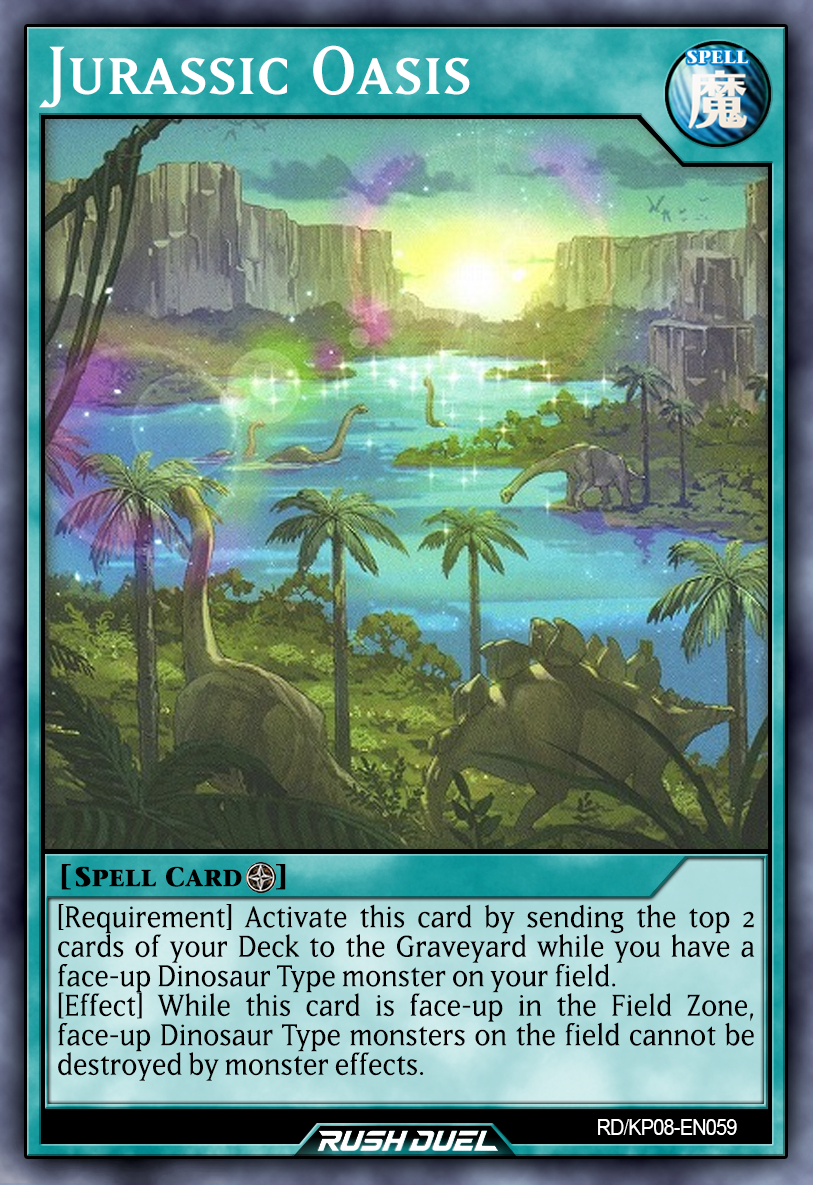 Jurassic Oasis
SPELL
魔
[Spell Card]
[Requirement] Activate this card by sending the top 2
cards of your Deck to the Graveyard while you have a
face-up Dinosaur Type monster on your field.
[Effect] While this card is face-up in the Field Zone,
face-up Dinosaur Type monsters on the field cannot be
destroyed by monster effects.
RD/KP08-EN059
RUSH DUEL